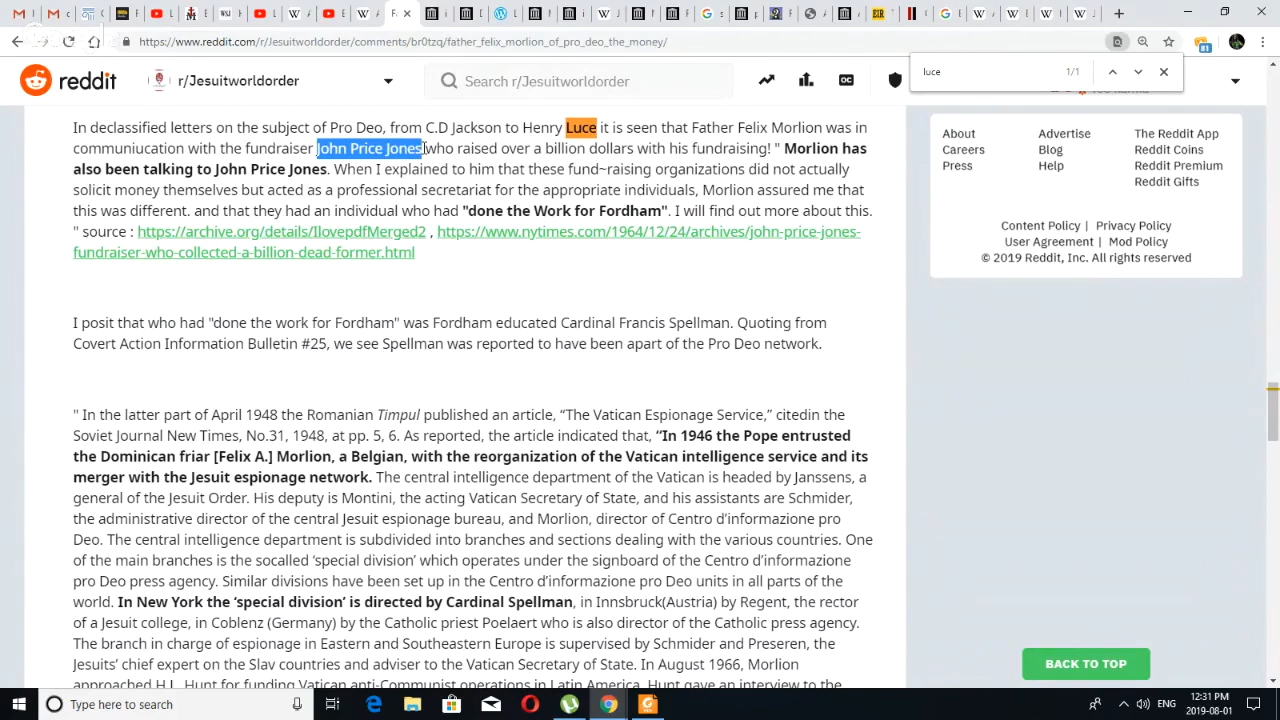 https://www.reddit.com/r/Jesuitworldorder/comments/br0tzq/father_felix_morlion_of_pro_deo_the_money/
81
luce
1/1
reddit
r/Jesuitworldorder
Search r/Jesuitworldorder
OC
In declassified letters on the subject of Pro Deo, from C.D Jackson to Henry Luce it is seen that Father Felix Morlion was in
communiucation with the fundraiser John Price Jones who raised over a billion dollars with his fundraising! " Morlion has
also been talking to John Price Jones. When I explained to him that these fund~raising organizations did not actually
solicit money themselves but acted as a professional secretariat for the appropriate individuals, Morlion assured me that
this was different. and that they had an individual who had "done the Work for Fordham". I will find out more about this.
" source : https://archive.org/details/IlovepdfMerged2 , https://www.nytimes.com/1964/12/24/archives/john-price-jones-
fundraiser-who-collected-a-billion-dead-former.html
I posit that who had "done the work for Fordham" was Fordham educated Cardinal Francis Spellman. Quoting from
Covert Action Information Bulletin #25, we see Spellman was reported to have been apart of the Pro Deo network.
" In the latter part of April 1948 the Romanian Timpul published an article, “The Vatican Espionage Service,” citedin the
Soviet Journal New Times, No.31, 1948, at pp. 5, 6. As reported, the article indicated that, “In 1946 the Pope entrusted
the Dominican friar [Felix A.] Morlion, a Belgian, with the reorganization of the Vatican intelligence service and its
merger with the Jesuit espionage network. The central intelligence department of the Vatican is headed by Janssens, a
general of the Jesuit Order. His deputy is Montini, the acting Vatican Secretary of State, and his assistants are Schmider,
the administrative director of the central Jesuit espionage bureau, and Morlion, director of Centro d’informazione pro
Deo. The central intelligence department is subdivided into branches and sections dealing with the various countries. One
of the main branches is the socalled ‘special division’ which operates under the signboard of the Centro d’informazione
pro Deo press agency. Similar divisions have been set up in the Centro d’informazione pro Deo units in all parts of the
world. In New York the ‘special division’ is directed by Cardinal Spellman, in Innsbruck(Austria) by Regent, the rector
of a Jesuit college, in Coblenz (Germany) by the Catholic priest Poelaert who is also director of the Catholic press agency.
The branch in charge of espionage in Eastern and Southeastern Europe is supervised by Schmider and Preseren, the
Jesuits’ chief expert on the Slav countries and adviser to the Vatican Secretary of State. In August 1966, Morlion
approached H.L. Hunt for funding Vatican anti-Communist operations in Latin America. Hunt gave an interview to the
About Advertise The Reddit App
Careers Blog Reddit Coins
Press Help Reddit Premium
Reddit Gifts
Content Policy | Privacy Policy
User Agreement | Mod Policy
© 2019 Reddit, Inc. All rights reserved
BACK TO TOP
Type here to search
ENG
12:31 PM
2019-08-01